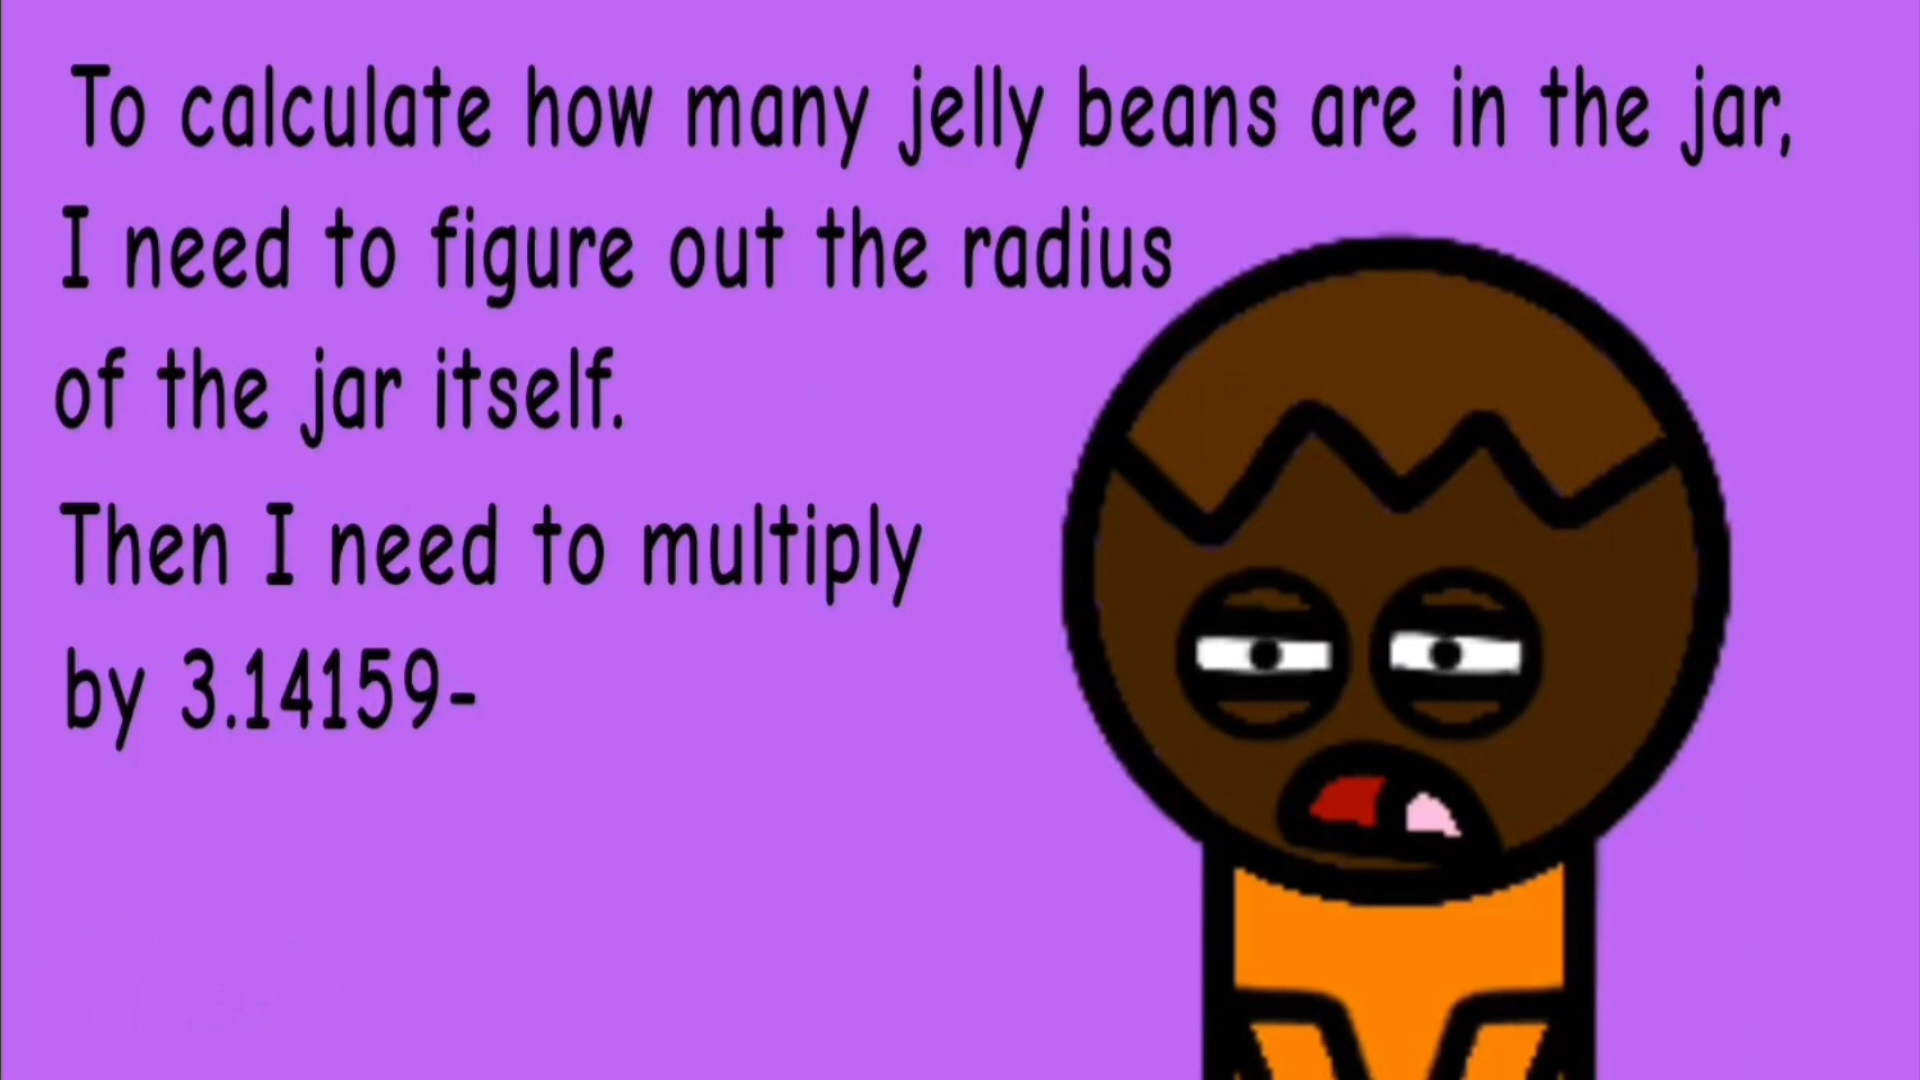 To calculate how many jelly beans are in the jar,
I need to figure out the radius
of the jar itself.
Then I need to multiply
by 3.14159-